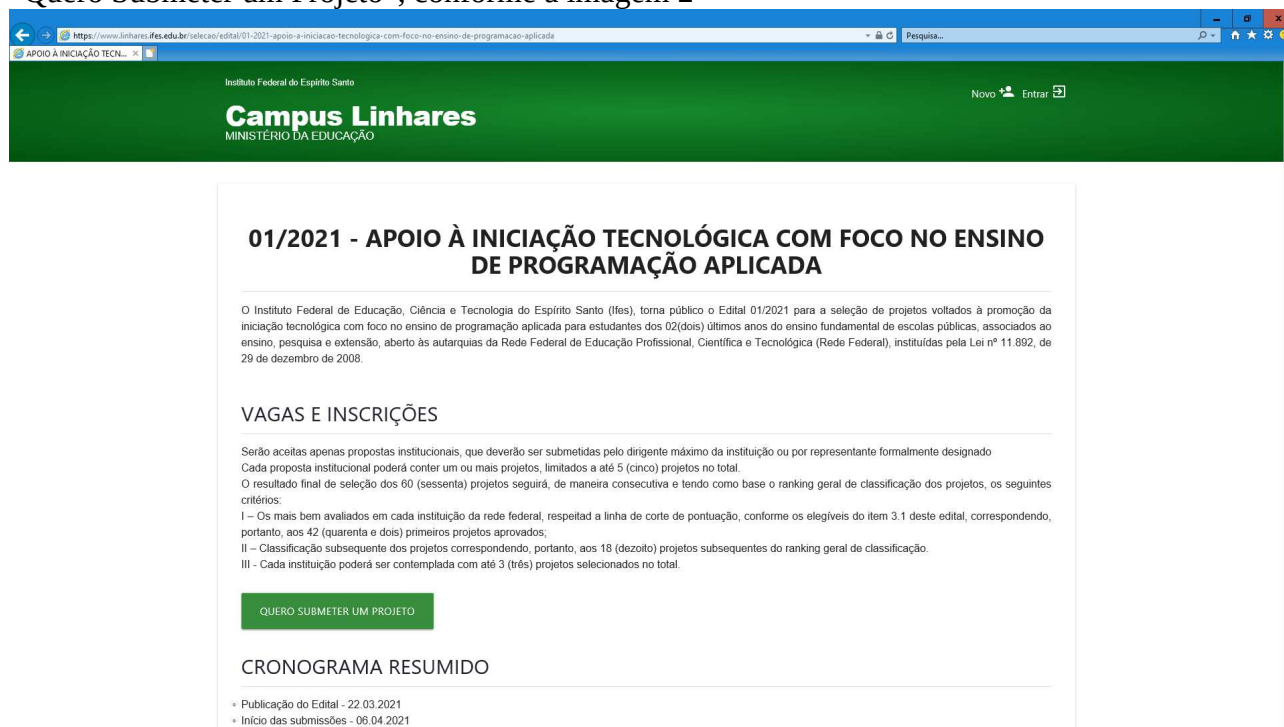 "Quero Submeter um Projeto", conforme a imagem 2
https://www.linhares.ifes.edu.br/selecao/edital/01-2021-apoio-a-iniciacao-tecnologica-com-foco-no-ensino-de-programacao-aplicada
Pesquisa...
APOIO À INICIAÇÃO TECN...
Instituto Federal do Espírito Santo
Novo Entrar
Campus Linhares
MINISTÉRIO DA EDUCAÇÃO
01/2021 - APOIO À INICIAÇÃO TECNOLÓGICA COM FOCO NO ENSINO
DE PROGRAMAÇÃO APLICADA
O Instituto Federal de Educação, Ciência e Tecnologia do Espírito Santo (Ifes), torna público o Edital 01/2021 para a seleção de projetos voltados à promoção da
iniciação tecnológica com foco no ensino de programação aplicada para estudantes dos 02(dois) últimos anos do ensino fundamental de escolas públicas, associados ao
ensino, pesquisa e extensão, aberto às autarquias da Rede Federal de Educação Profissional, Científica e Tecnológica (Rede Federal), instituídas pela Lei nº 11.892, de
29 de dezembro de 2008.
VAGAS E INSCRIÇÕES
Serão aceitas apenas propostas institucionais, que deverão ser submetidas pelo dirigente máximo da instituição ou por representante formalmente designado
Cada proposta institucional poderá conter um ou mais projetos, limitados a até 5 (cinco) projetos no total.
O resultado final de seleção dos 60 (sessenta) projetos seguirá, de maneira consecutiva e tendo como base o ranking geral de classificação dos projetos, os seguintes
critérios:
I – Os mais bem avaliados em cada instituição da rede federal, respeitad a linha de corte de pontuação, conforme os elegíveis do item 3.1 deste edital, correspondendo,
portanto, aos 42 (quarenta e dois) primeiros projetos aprovados;
II – Classificação subsequente dos projetos correspondendo, portanto, aos 18 (dezoito) projetos subsequentes do ranking geral de classificação.
III - Cada instituição poderá ser contemplada com até 3 (três) projetos selecionados no total.
QUERO SUBMETER UM PROJETO
CRONOGRAMA RESUMIDO
Publicação do Edital - 22.03.2021
Início das submissões - 06.04.2021